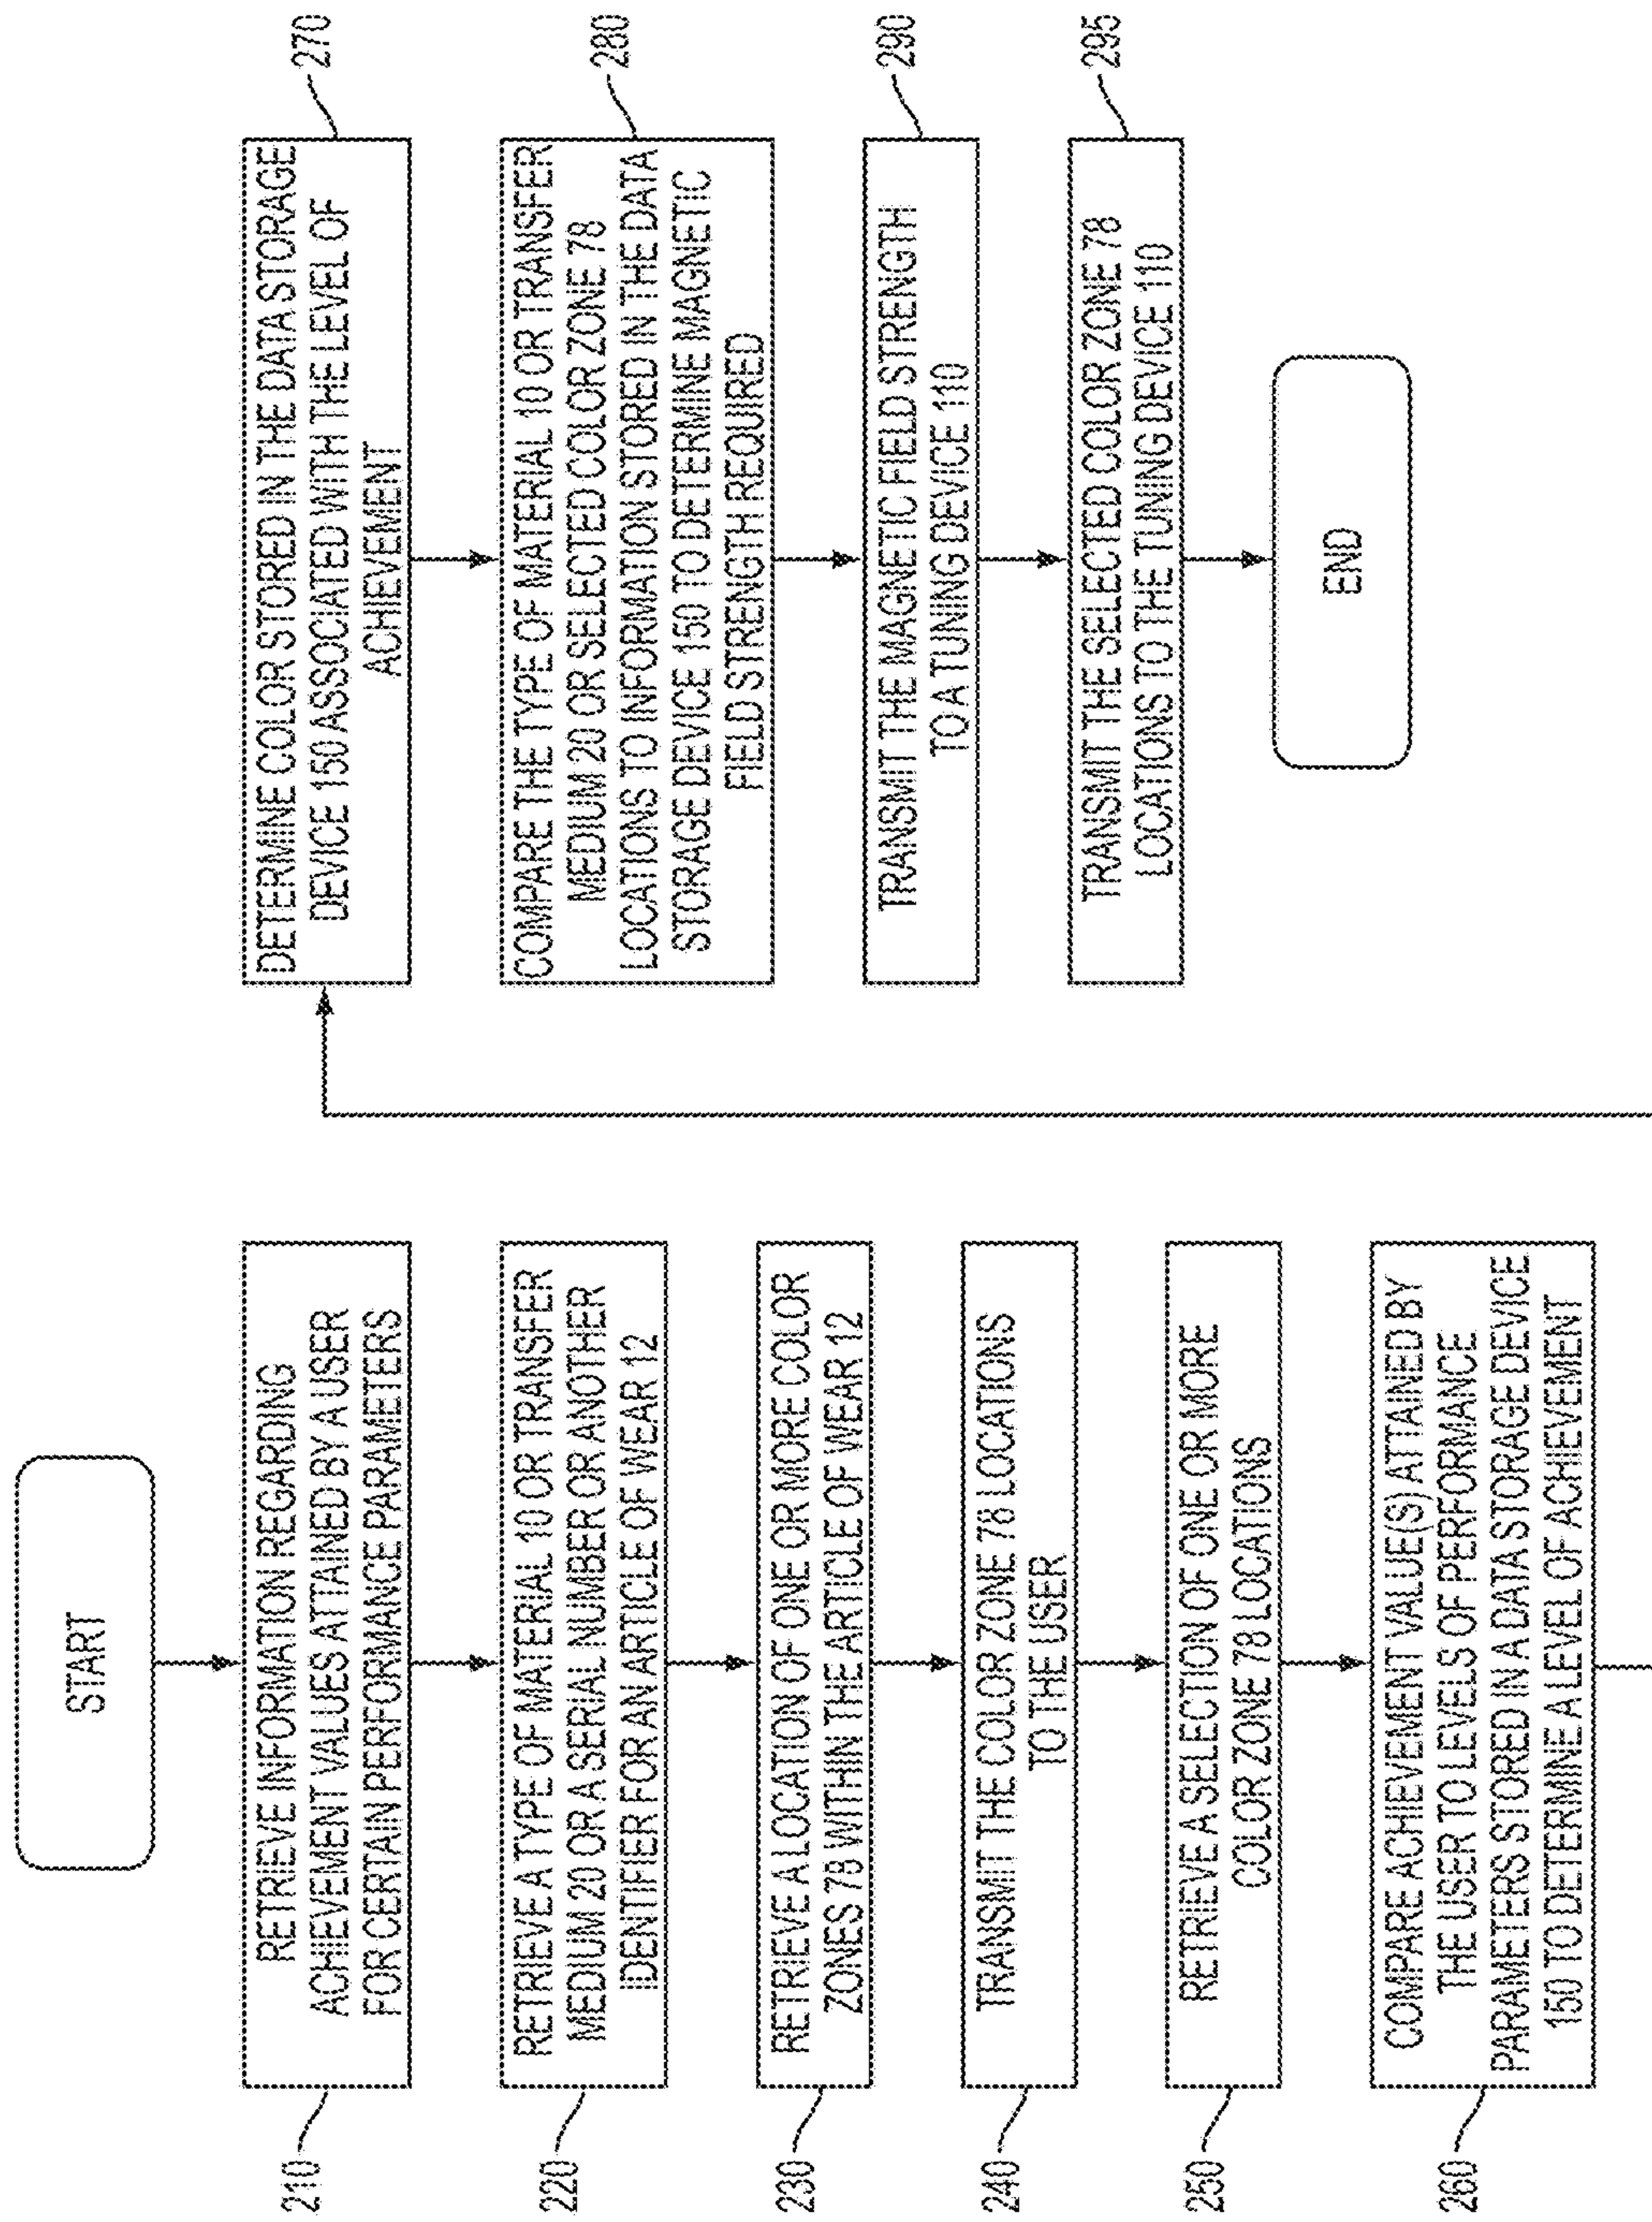 START
210
RETRIEVE INFORMATION REGARDING
ACHIEVEMENT VALUES ATTAINED BY A USER
FOR CERTAIN PERFORMANCE PARAMETERS
220
RETRIEVE A TYPE OF MATERIAL 10 OR TRANSFER
MEDIUM 20 OR A SERIAL NUMBER OR ANOTHER
IDENTIFIER FOR AN ARTICLE OF WEAR 12
230
RETRIEVE A LOCATION OF ONE OR MORE COLOR
ZONES 78 WITHIN THE ARTICLE OF WEAR 12
240
TRANSMIT THE COLOR ZONE 78 LOCATIONS
TO THE USER
250
RETRIEVE A SELECTION OF ONE OR MORE
COLOR ZONE 78 LOCATIONS
260
COMPARE ACHIEVEMENT VALUE(S) ATTAINED BY
THE USER TO LEVELS OF PERFORMANCE
PARAMETERS STORED IN A DATA STORAGE DEVICE
150 TO DETERMINE A LEVEL OF ACHIEVEMENT
270
DETERMINE COLOR STORED IN THE DATA STORAGE
DEVICE 150 ASSOCIATED WITH THE LEVEL OF
ACHIEVEMENT
280
COMPARE THE TYPE OF MATERIAL 10 OR TRANSFER
MEDIUM 20 OR SELECTED COLOR ZONE 78
LOCATIONS TO INFORMATION STORED IN THE DATA
STORAGE DEVICE 150 TO DETERMINE MAGNETIC
FIELD STRENGTH REQUIRED
290
TRANSMIT THE MAGNETIC FIELD STRENGTH
TO A TUNING DEVICE 110
295
TRANSMIT THE SELECTED COLOR ZONE 78
LOCATIONS TO THE TUNING DEVICE 110
END